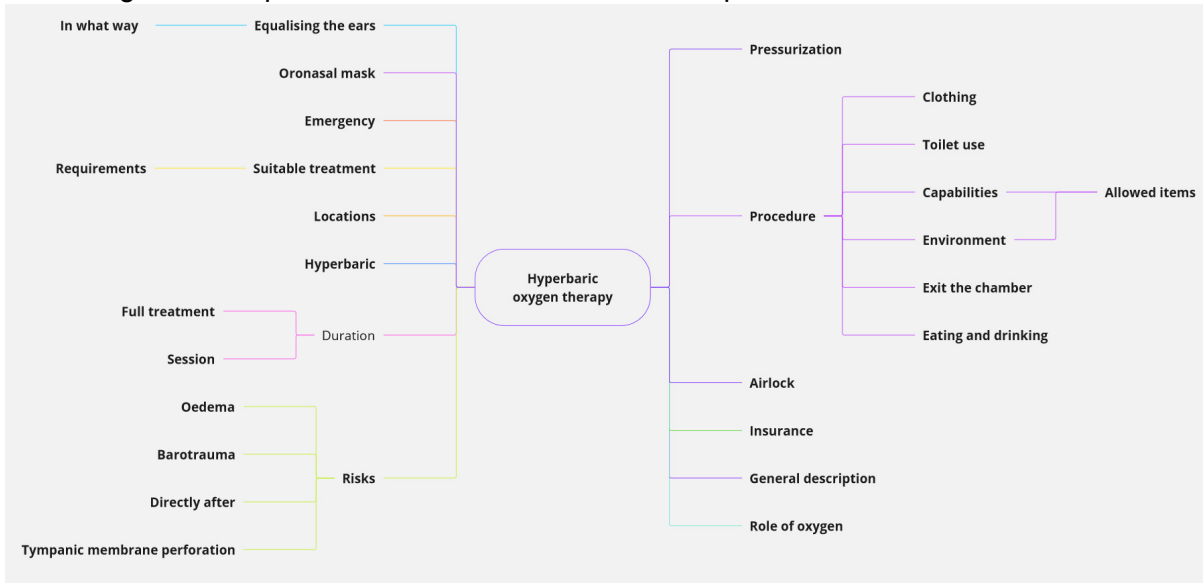 In what way
Equalising the ears
Oronasal mask
Emergency
Requirements
Suitable treatment
Locations
Hyperbaric
Full treatment
Duration
Session
Oedema
Barotrauma
Risks
Directly after
Tympanic membrane perforation
Hyperbaric
oxygen therapy
Pressurization
Clothing
Toilet use
Capabilities
Allowed items
Procedure
Environment
Exit the chamber
Eating and drinking
Airlock
Insurance
General description
Role of oxygen